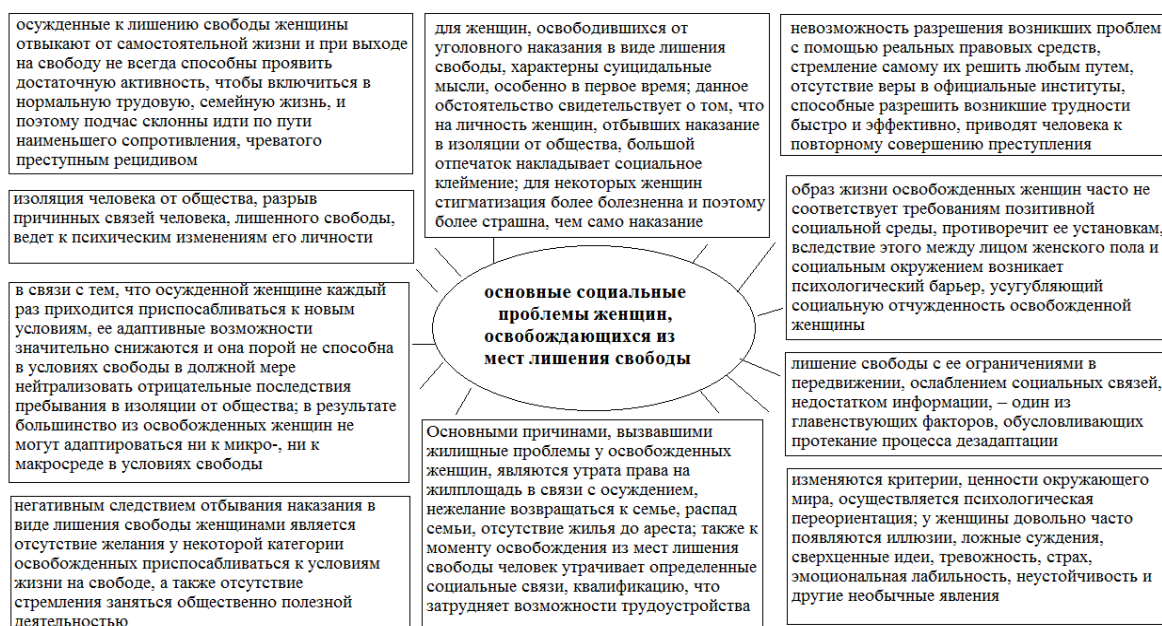 осужденные к лишению свободы женщины
отвыкают от самостоятельной жизни и при выходе
на свободу не всегда способны проявить
достаточную активность, чтобы включиться в
нормальную трудовую, семейную жизнь, и
поэтому подчас склонны идти по пути
наименьшего сопротивления, чреватого
преступным рецидивом
для женщин, освободившихся от
уголовного наказания в виде лишения
свободы, характерны суицидальные
мысли, особенно в первое время; данное
обстоятельство свидетельствует о том, что
на личность женщин, отбывших наказание
в изоляции от общества, большой
отпечаток накладывает социальное
клеймение; для некоторых женщин
стигматизация более болезненна и поэтому
более страшна, чем само наказание
невозможность разрешения возникших проблем
с помощью реальных правовых средств,
стремление самому их решить любым путем,
отсутствие веры в официальные институты,
способные разрешить возникшие трудности
быстро и эффективно, приводят человека к
повторному совершению преступления
изоляция человека от общества, разрыв
причинных связей человека, лишенного свободы,
ведет к психическим изменениям его личности
образ жизни освобожденных женщин часто не
соответствует требованиям позитивной
социальной среды, противоречит ее установкам,
вследствие этого между лицом женского пола и
социальным окружением возникает
психологический барьер, усугубляющий
социальную отчужденность освобожденной
женщины
основные социальные
проблемы женщин,
освобождающихся из
мест лишения свободы
в связи с тем, что осужденной женщине каждый
раз приходится приспосабливаться к новым
условиям, ее адаптивные возможности
значительно снижаются и она порой не способна
в условиях свободы в должной мере
нейтрализовать отрицательные последствия
пребывания в изоляции от общества; в результате
большинство из освобожденных женщин не
могут адаптироваться ни к микро-, ни к
макросреде в условиях свободы
лишение свободы с ее ограничениями в
передвижении, ослаблением социальных связей,
недостатком информации, – один из
главенствующих факторов, обусловливающих
протекание процесса дезадаптации
Основными причинами, вызвавшими
жилищные проблемы у освобожденных
женщин, являются утрата права на
жилплощадь в связи с осуждением,
нежелание возвращаться к семье, распад
семьи, отсутствие жилья до ареста; также к
моменту освобождения из мест лишения
свободы человек утрачивает определенные
социальные связи, квалификацию, что
затрудняет возможности трудоустройства
изменяются критерии, ценности окружающего
мира, осуществляется психологическая
переориентация; у женщины довольно часто
появляются иллюзии, ложные суждения,
сверхценные идеи, тревожность, страх,
эмоциональная лабильность, неустойчивость и
другие необычные явления
негативным следствием отбывания наказания в
виде лишения свободы женщинами является
отсутствие желания у некоторой категории
освобожденных приспосабливаться к условиям
жизни на свободе, а также отсутствие
стремления заняться общественно полезной
деятельностью